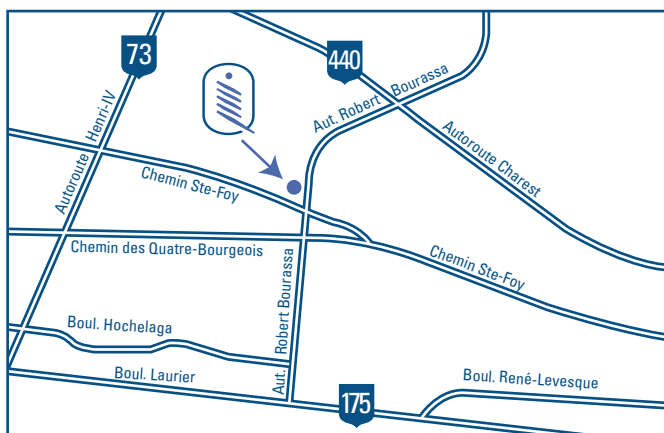 73
440
Aut. Robert Bourassa
Autoroute Henri-IV
Autoroute Charest
Chemin Ste-Foy
Chemin des Quatre-Bourgeois
Chemin Ste-Foy
Aut. Robert Bourassa
Boul. Hochelaga
Boul. Laurier
Boul. René-Levesque
175